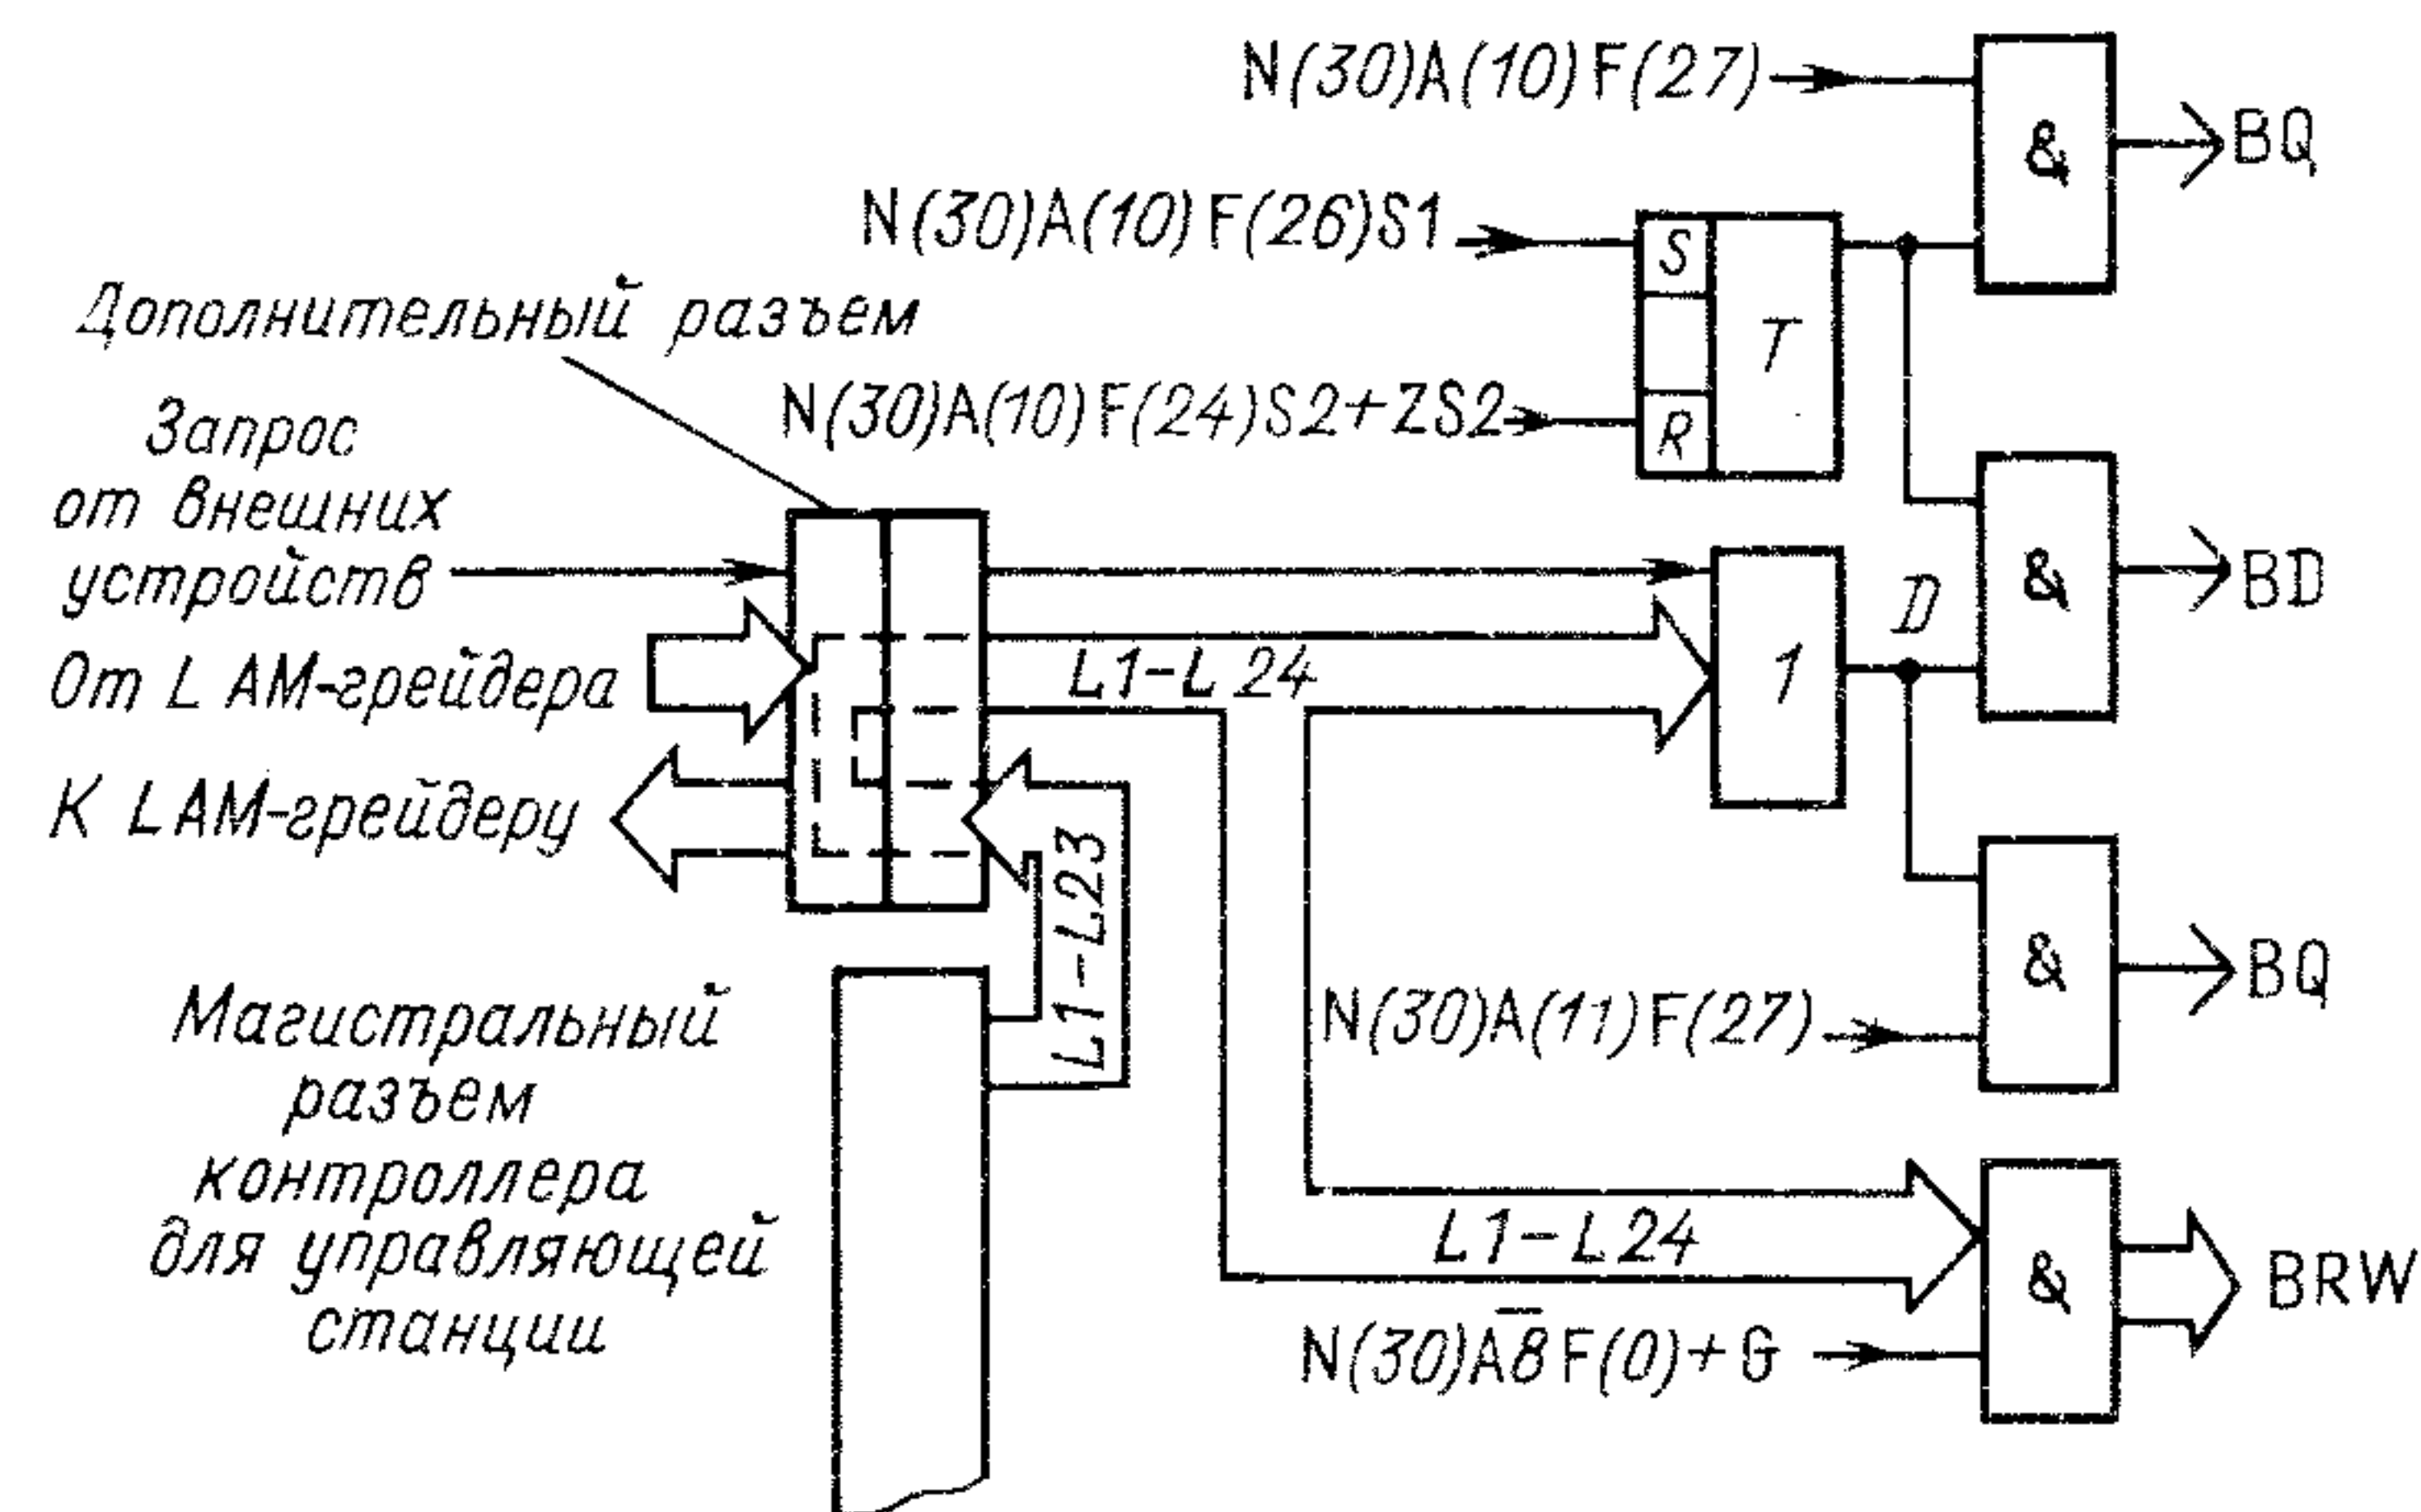 N(30)A(10)F(27)
&
BQ
N(30)A(10)F(26)S1
S
T
Дополнительный разъем
N(30)A(10)F(24)S2+ZS2
R
Запрос
от внешних
устройств
&
BD
D
От LAM-грейдера
L1-L24
1
К LAM-грейдеру
L1-L23
&
BQ
Магистральный
разъем
контроллера
для управляющей
станции
N(30)A(11)F(27)
L1-L24
&
BRW
N(30)A8̅F(0)+G